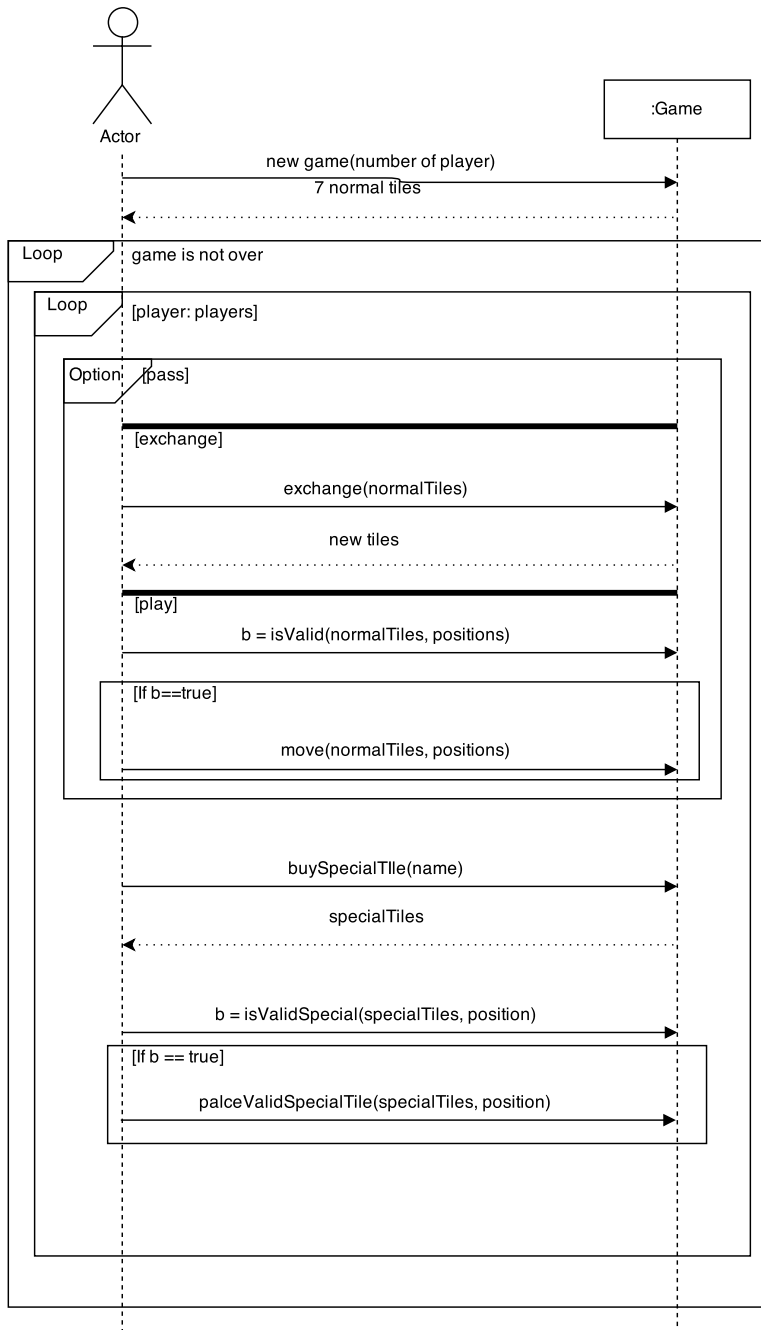 Actor
:Game
new game(number of player)
7 normal tiles
Loop
game is not over
Loop
[player: players]
Option
[pass]
[exchange]
exchange(normalTiles)
new tiles
[play]
b = isValid(normalTiles, positions)
[If b==true]
move(normalTiles, positions)
buySpecialTIle(name)
specialTiles
b = isValidSpecial(specialTiles, position)
[If b == true]
palceValidSpecialTile(specialTiles, position)